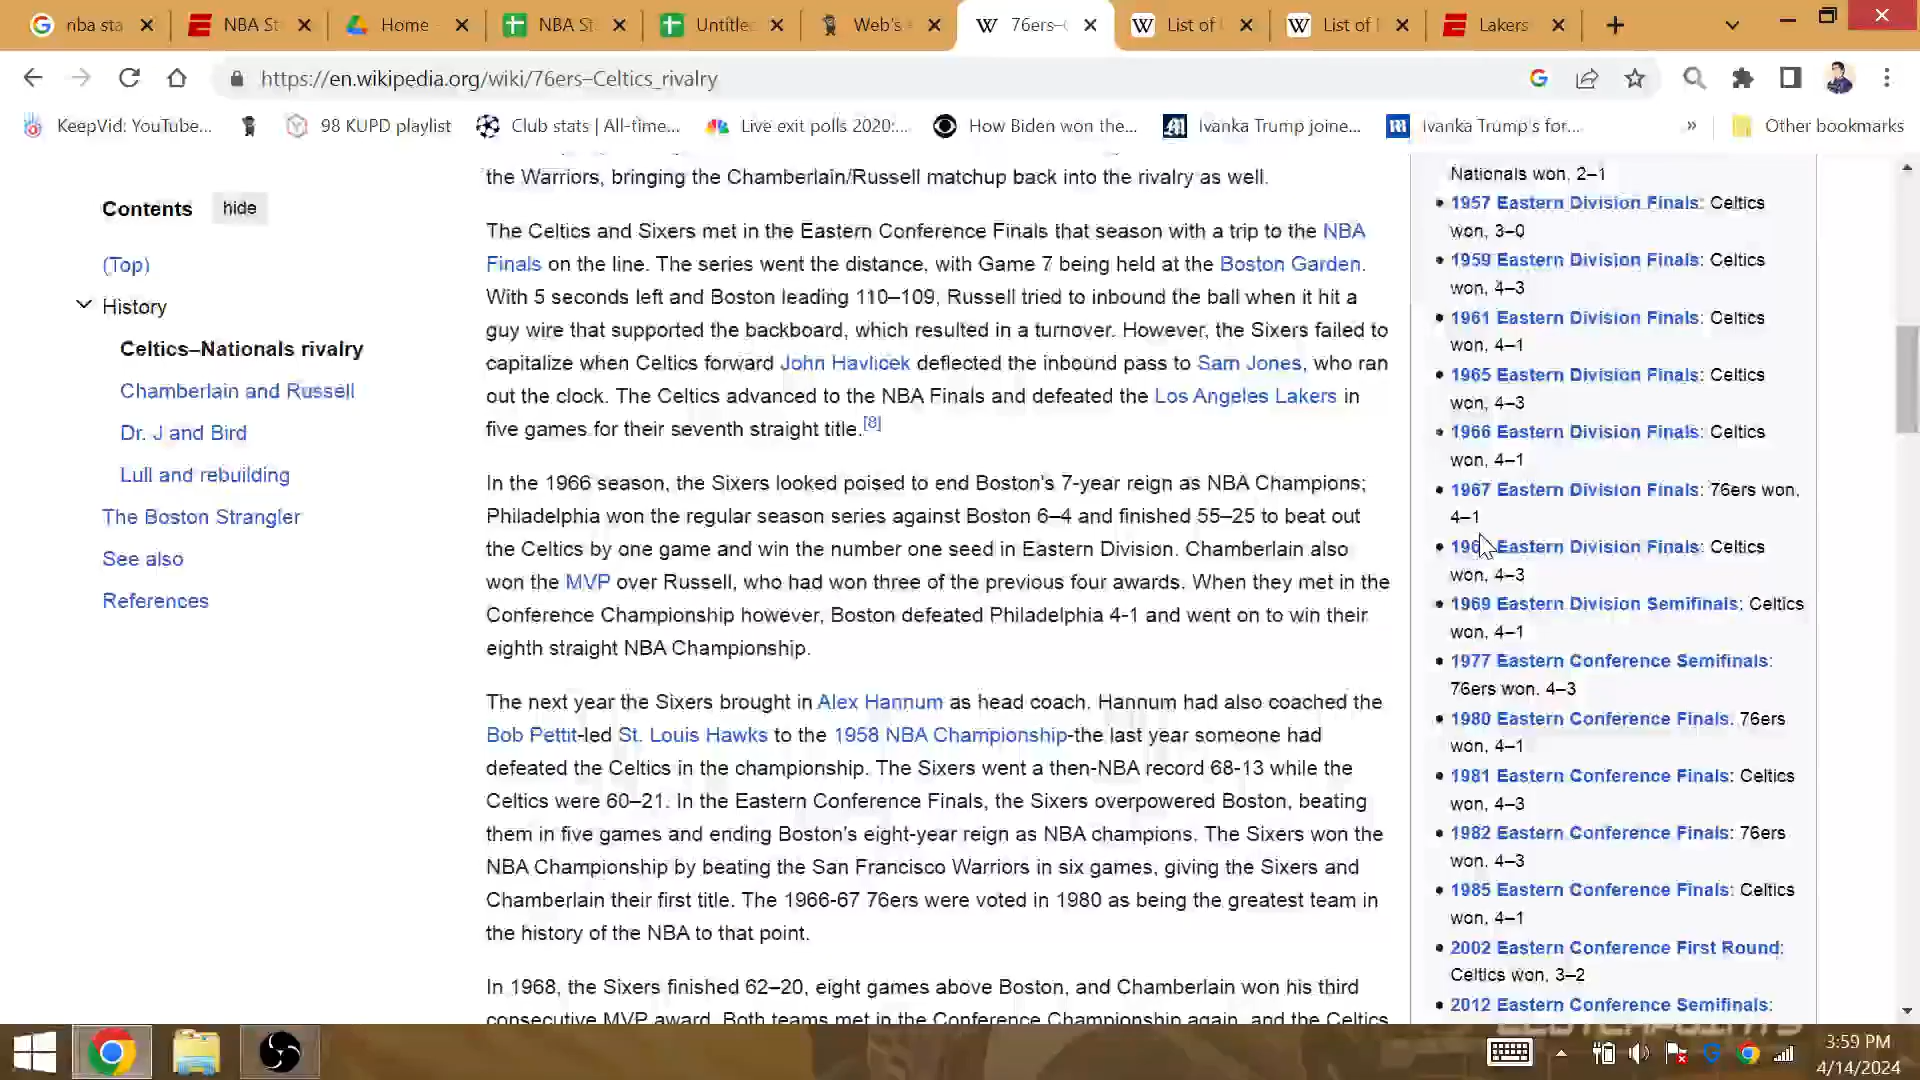 nba sta
NBA St
Home
NBA St
Untitle
Web's
76ers–
List of
List of
Lakers
https://en.wikipedia.org/wiki/76ers–Celtics_rivalry
KeepVid: YouTube...
98 KUPD playlist
Club stats | All-time...
Live exit polls 2020:...
How Biden won the...
Ivanka Trump joine...
Ivanka Trump's for...
»
Other bookmarks
Contents
hide
(Top)
History
Celtics–Nationals rivalry
Chamberlain and Russell
Dr. J and Bird
Lull and rebuilding
The Boston Strangler
See also
References
the Warriors, bringing the Chamberlain/Russell matchup back into the rivalry as well.
The Celtics and Sixers met in the Eastern Conference Finals that season with a trip to the NBA
Finals on the line. The series went the distance, with Game 7 being held at the Boston Garden.
With 5 seconds left and Boston leading 110–109, Russell tried to inbound the ball when it hit a
guy wire that supported the backboard, which resulted in a turnover. However, the Sixers failed to
capitalize when Celtics forward John Havlicek deflected the inbound pass to Sam Jones, who ran
out the clock. The Celtics advanced to the NBA Finals and defeated the Los Angeles Lakers in
five games for their seventh straight title.[8]
In the 1966 season, the Sixers looked poised to end Boston's 7-year reign as NBA Champions;
Philadelphia won the regular season series against Boston 6–4 and finished 55–25 to beat out
the Celtics by one game and win the number one seed in Eastern Division. Chamberlain also
won the MVP over Russell, who had won three of the previous four awards. When they met in the
Conference Championship however, Boston defeated Philadelphia 4-1 and went on to win their
eighth straight NBA Championship.
The next year the Sixers brought in Alex Hannum as head coach. Hannum had also coached the
Bob Pettit-led St. Louis Hawks to the 1958 NBA Championship-the last year someone had
defeated the Celtics in the championship. The Sixers went a then-NBA record 68-13 while the
Celtics were 60–21. In the Eastern Conference Finals, the Sixers overpowered Boston, beating
them in five games and ending Boston's eight-year reign as NBA champions. The Sixers won the
NBA Championship by beating the San Francisco Warriors in six games, giving the Sixers and
Chamberlain their first title. The 1966-67 76ers were voted in 1980 as being the greatest team in
the history of the NBA to that point.
In 1968, the Sixers finished 62–20, eight games above Boston, and Chamberlain won his third
consecutive MVP award. Both teams met in the Conference Championship again, and the Celtics
Nationals won, 2–1
• 1957 Eastern Division Finals: Celtics
won, 3–0
• 1959 Eastern Division Finals: Celtics
won, 4–3
• 1961 Eastern Division Finals: Celtics
won, 4–1
• 1965 Eastern Division Finals: Celtics
won, 4–3
• 1966 Eastern Division Finals: Celtics
won, 4–1
• 1967 Eastern Division Finals: 76ers won,
4–1
• Eastern Division Finals: Celtics
won, 4–3
• 1969 Eastern Division Semifinals: Celtics
won, 4–1
• 1977 Eastern Conference Semifinals:
76ers won, 4–3
• 1980 Eastern Conference Finals. 76ers
won, 4–1
• 1981 Eastern Conference Finals: Celtics
won, 4–3
• 1982 Eastern Conference Finals: 76ers
won, 4–3
• 1985 Eastern Conference Finals: Celtics
won, 4–1
• 2002 Eastern Conference First Round:
Celtics won, 3–2
• 2012 Eastern Conference Semifinals:
3:59 PM
4/14/2024